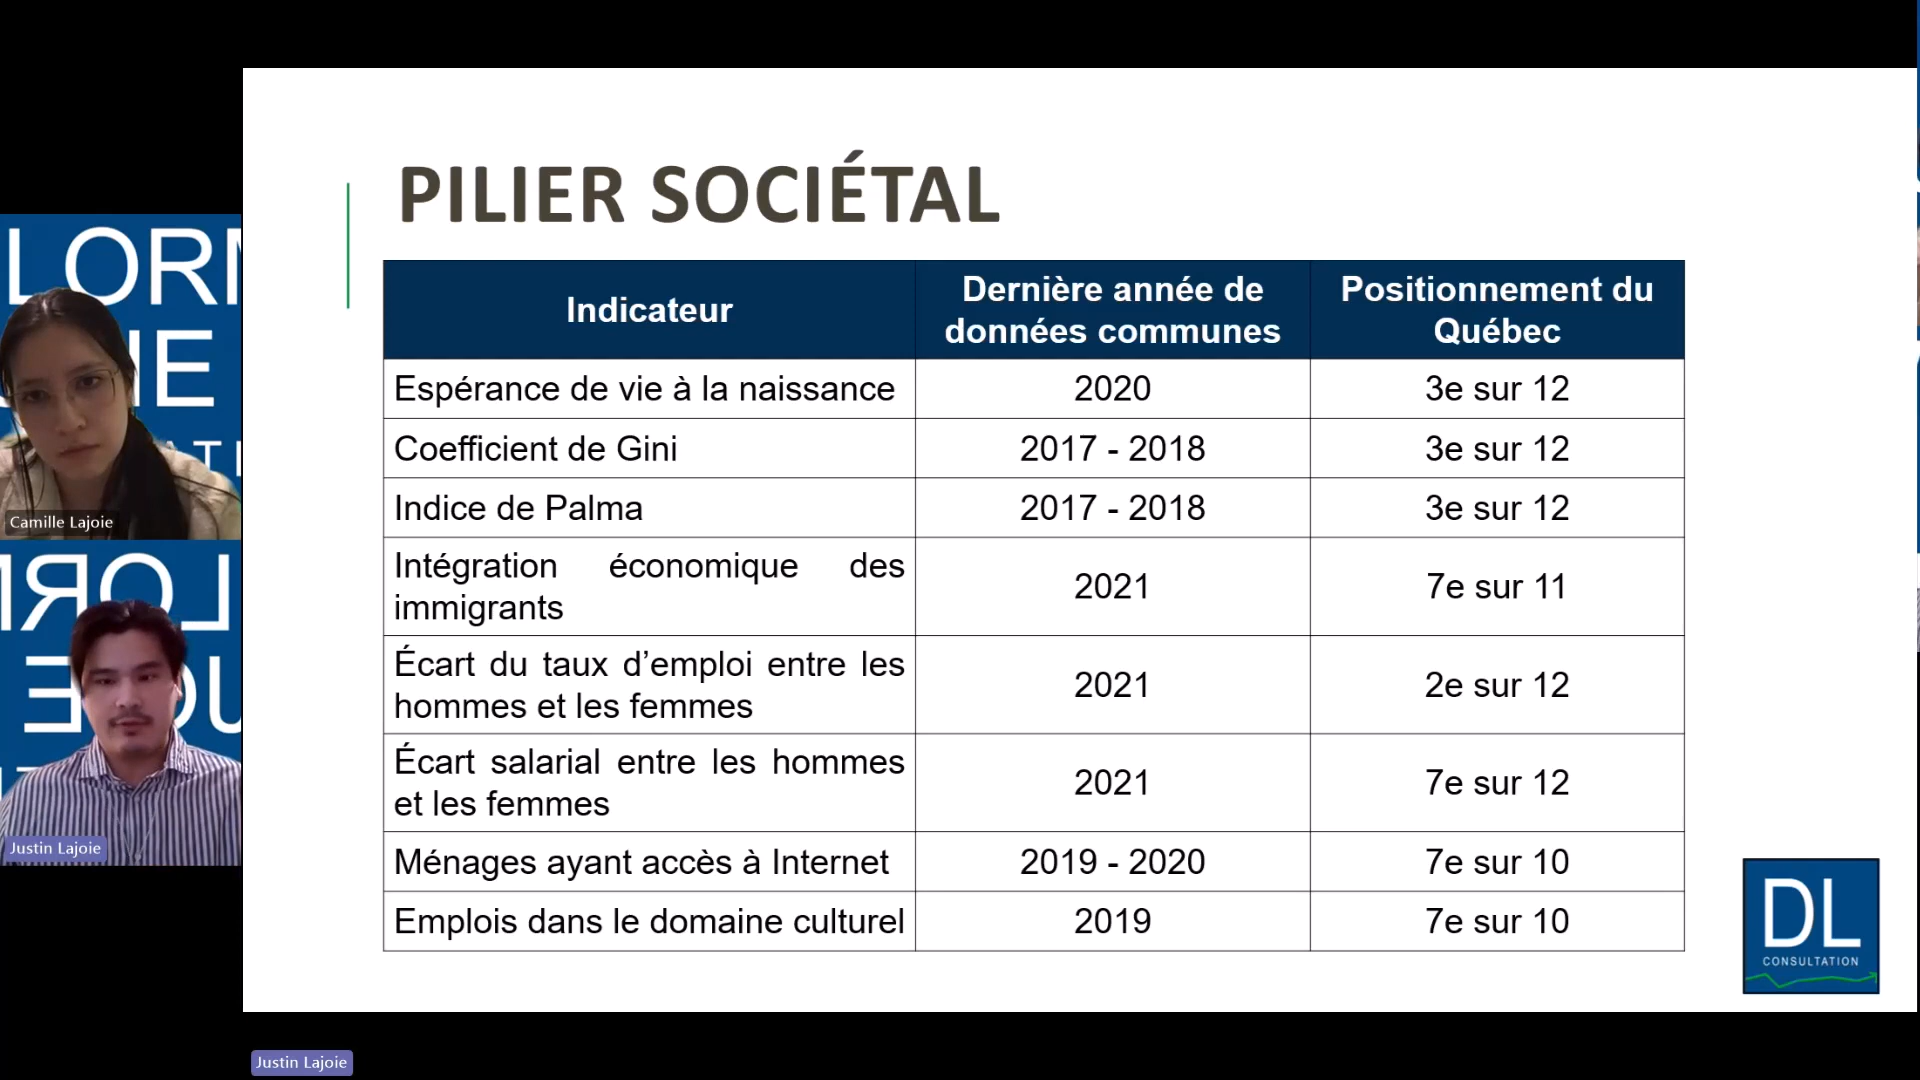 PILIER SOCIÉTAL
Indicateur
Dernière année de
données communes
Positionnement du
Québec
Espérance de vie à la naissance
2020
3e sur 12
Coefficient de Gini
2017 - 2018
3e sur 12
Indice de Palma
2017 - 2018
3e sur 12
Intégration économique des
immigrants
2021
7e sur 11
Écart du taux d’emploi entre les
hommes et les femmes
2021
2e sur 12
Écart salarial entre les hommes
et les femmes
2021
7e sur 12
Ménages ayant accès à Internet
2019 - 2020
7e sur 10
Emplois dans le domaine culturel
2019
7e sur 10
DL
CONSULTATION
Camille Lajoie
Justin Lajoie
Justin Lajoie